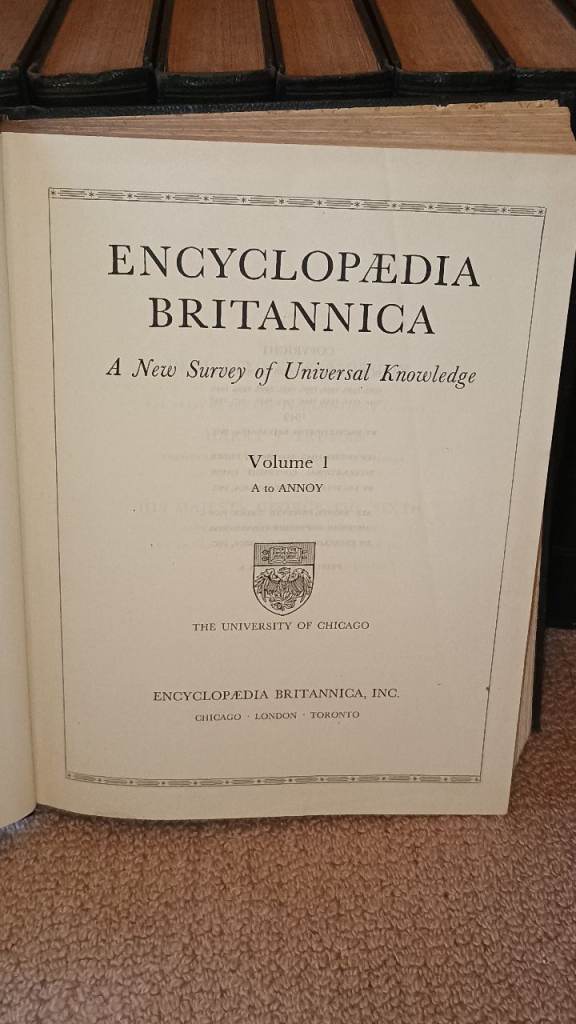 ENCYCLOPÆDIA
BRITANNICA
A New Survey of Universal Knowledge
Volume 1
A to ANNOY
THE UNIVERSITY OF CHICAGO
ENCYCLOPÆDIA BRITANNICA, INC.
CHICAGO · LONDON · TORONTO